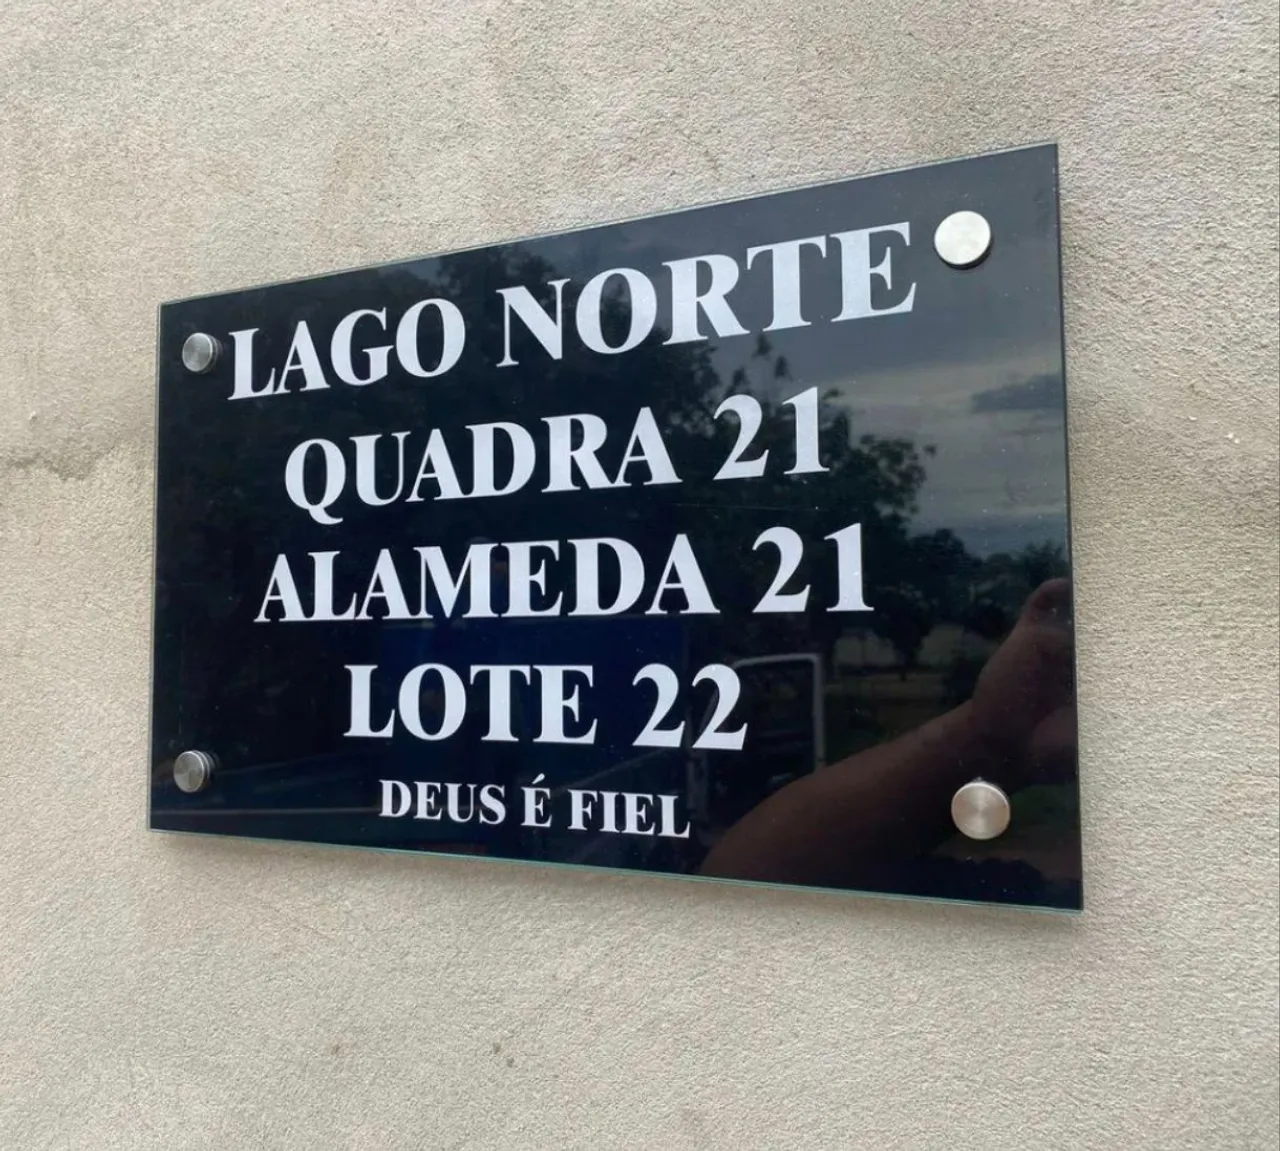 LAGO NORTE
QUADRA 21
ALAMEDA 21
LOTE 22
DEUS É FIEL